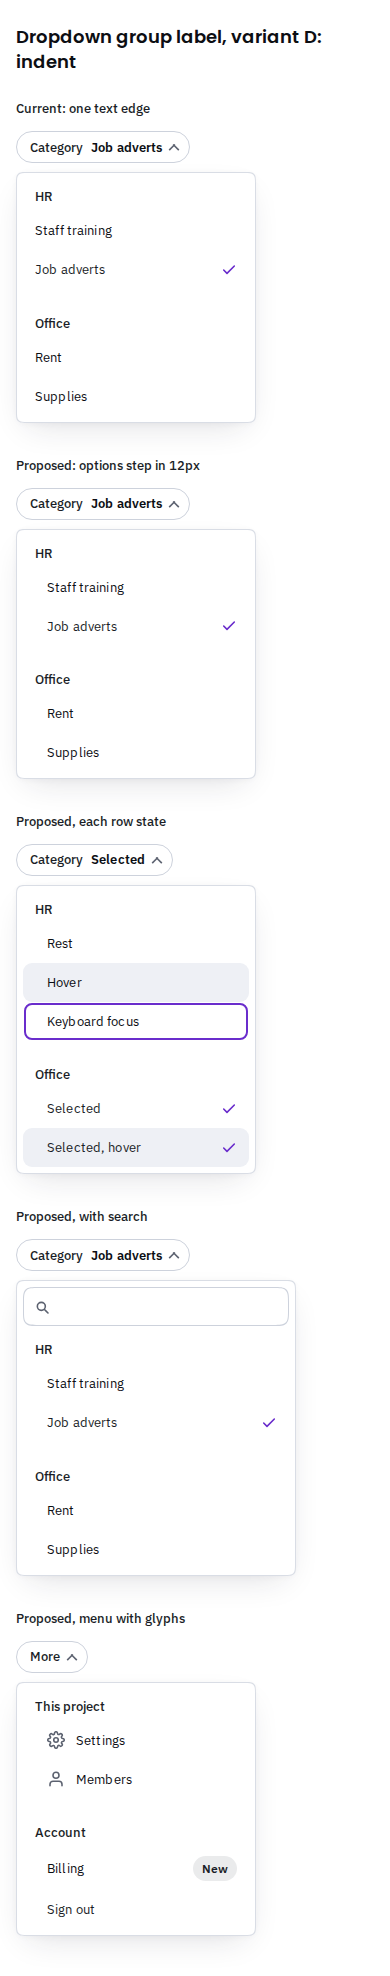 Dropdown group label, variant D:
indent
Current: one text edge
Category Job adverts
HR
Staff training
Job adverts
Office
Rent
Supplies
Proposed: options step in 12px
Category Job adverts
HR
Staff training
Job adverts
Office
Rent
Supplies
Proposed, each row state
Category Selected
HR
Rest
Hover
Keyboard focus
Office
Selected
Selected, hover
Proposed, with search
Category Job adverts
HR
Staff training
Job adverts
Office
Rent
Supplies
Proposed, menu with glyphs
More
This project
Settings
Members
Account
Billing New
Sign out